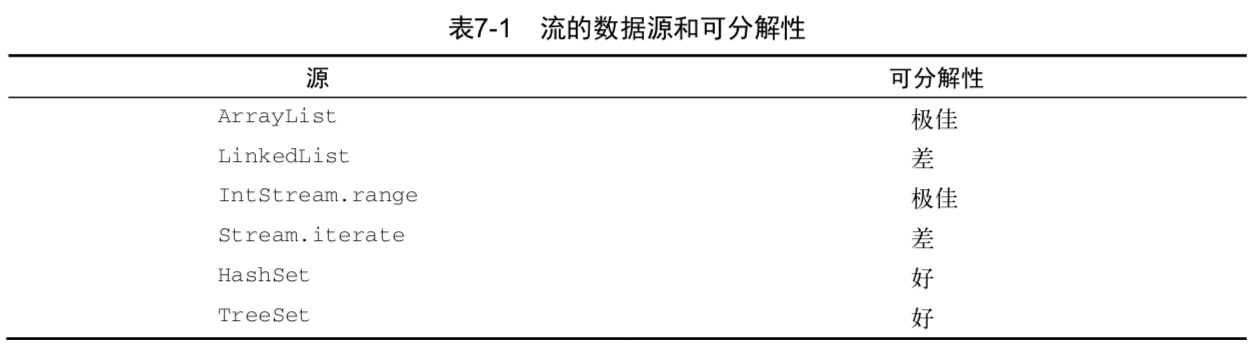 表7-1 流的数据源和可分解性
源 可分解性
ArrayList 极佳
LinkedList 差
IntStream.range 极佳
Stream.iterate 差
HashSet 好
TreeSet 好